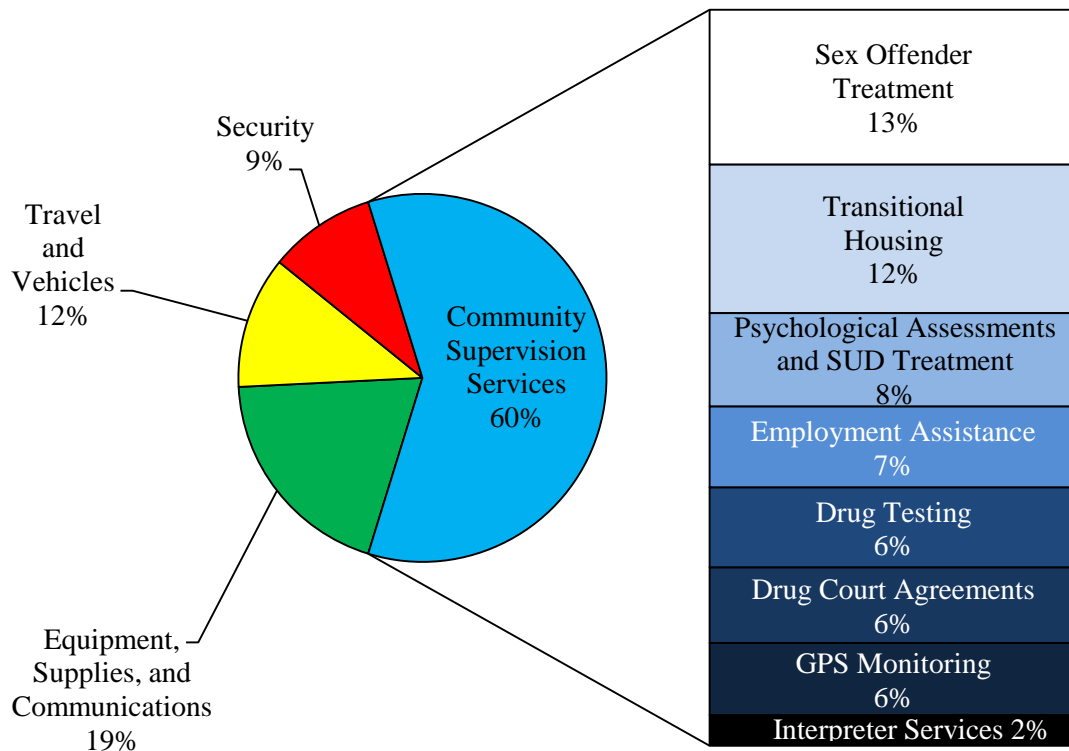 Security
9%
Travel
and
Vehicles
12%
Equipment,
Supplies, and
Communications
19%
Community
Supervision
Services
60%
Sex Offender
Treatment
13%
Transitional
Housing
12%
Psychological Assessments
and SUD Treatment
8%
Employment Assistance
7%
Drug Testing
6%
Drug Court Agreements
6%
GPS Monitoring
6%
Interpreter Services 2%